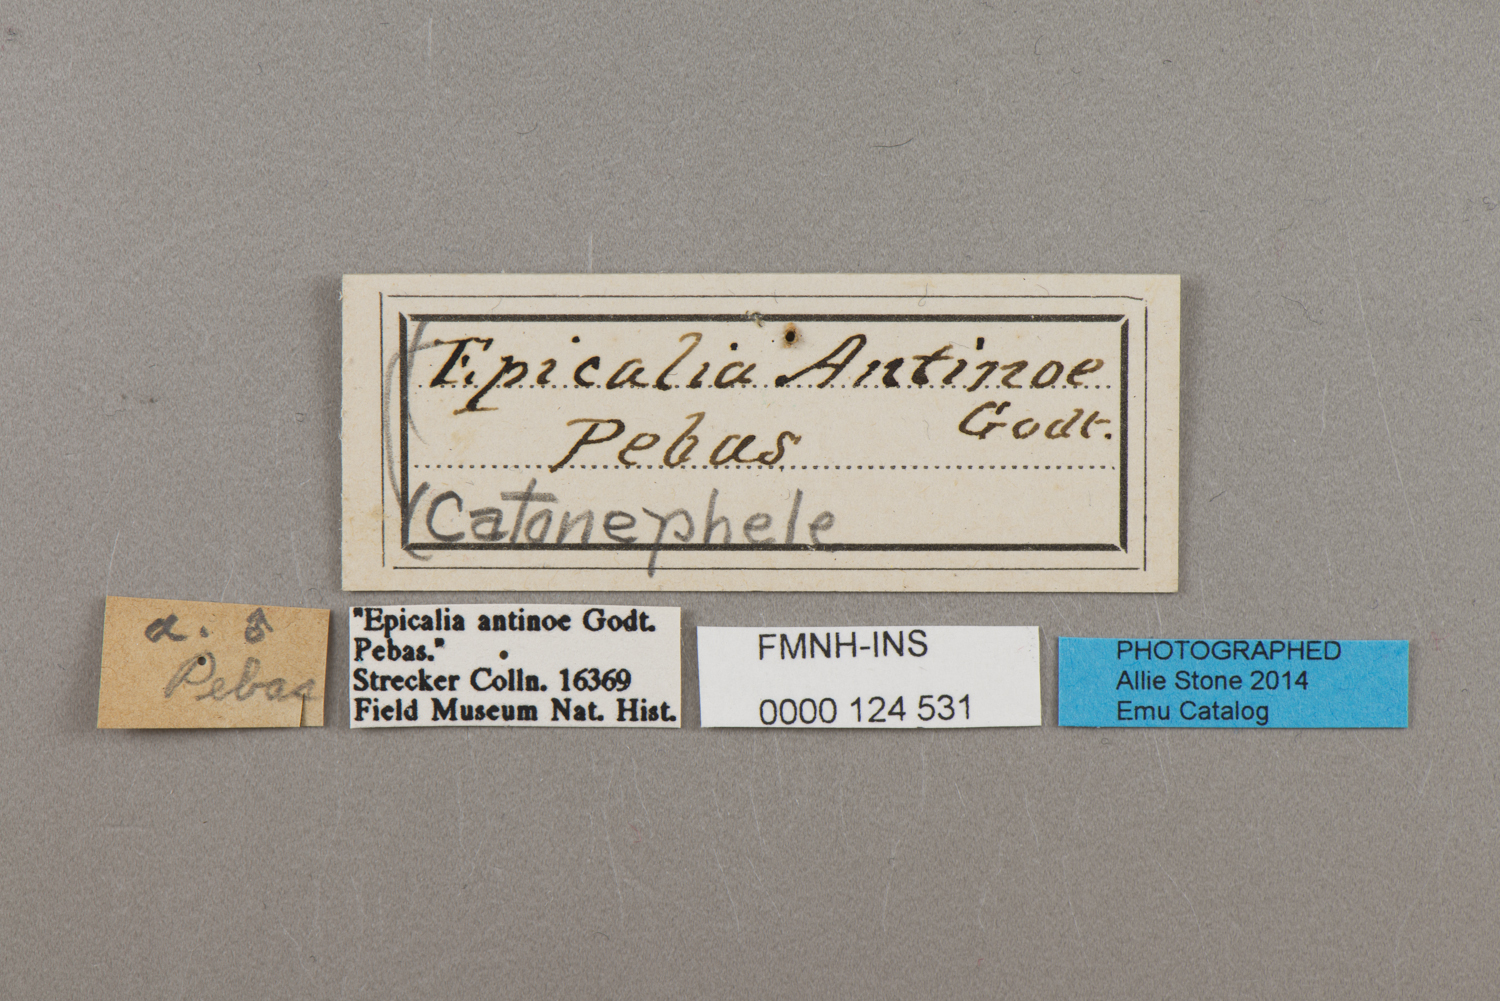 Epicalia Antinoe
Godt.
Pebas
(Catonephele
a. ♂
Pebas
"Epicalia antinoe Godt.
Pebas."
Strecker Colln. 16369
Field Museum Nat. Hist.
FMNH-INS
0000 124 531
PHOTOGRAPHED
Allie Stone 2014
Emu Catalog